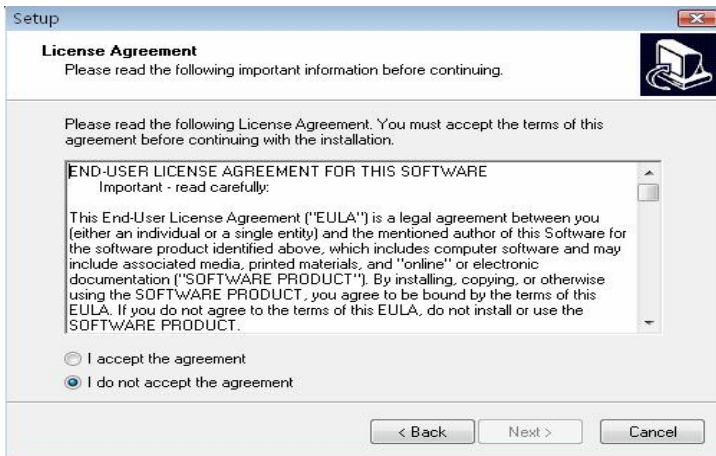 Setup
License Agreement
Please read the following important information before continuing.
Please read the following License Agreement. You must accept the terms of this
agreement before continuing with the installation.
END-USER LICENSE AGREEMENT FOR THIS SOFTWARE
Important - read carefully:
This End-User License Agreement ("EULA") is a legal agreement between you
(either an individual or a single entity) and the mentioned author of this Software for
the software product identified above, which includes computer software and may
include associated media, printed materials, and "online" or electronic
documentation ("SOFTWARE PRODUCT"). By installing, copying, or otherwise
using the SOFTWARE PRODUCT, you agree to be bound by the terms of this
EULA. If you do not agree to the terms of this EULA, do not install or use the
SOFTWARE PRODUCT.
I accept the agreement
I do not accept the agreement
< Back Next > Cancel